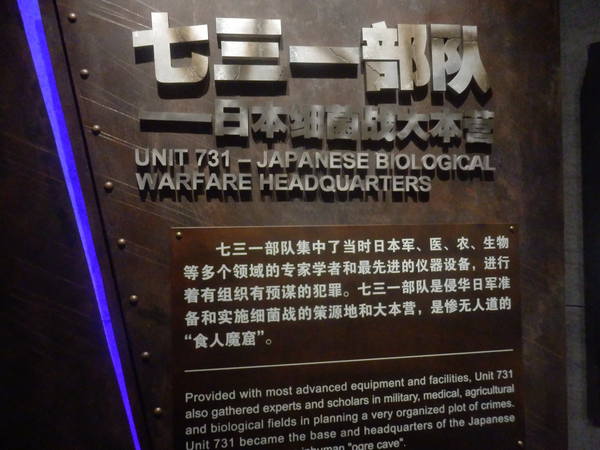 七三一部队
——日本细菌战大本营
UNIT 731 – JAPANESE BIOLOGICAL
WARFARE HEADQUARTERS
七三一部队集中了当时日本军、医、农、生物
等多个领域的专家学者和最先进的仪器设备，进行
着有组织有预谋的犯罪。七三一部队是侵华日军准
备和实施细菌战的策源地和大本营，是惨无人道的
“食人魔窟”。
Provided with most advanced equipment and facilities, Unit 731
also gathered experts and scholars in military, medical, agricultural
and biological fields in planning a very organized plot of crimes.
Unit 731 became the base and headquarters of the Japanese
inhuman "ogre cave".